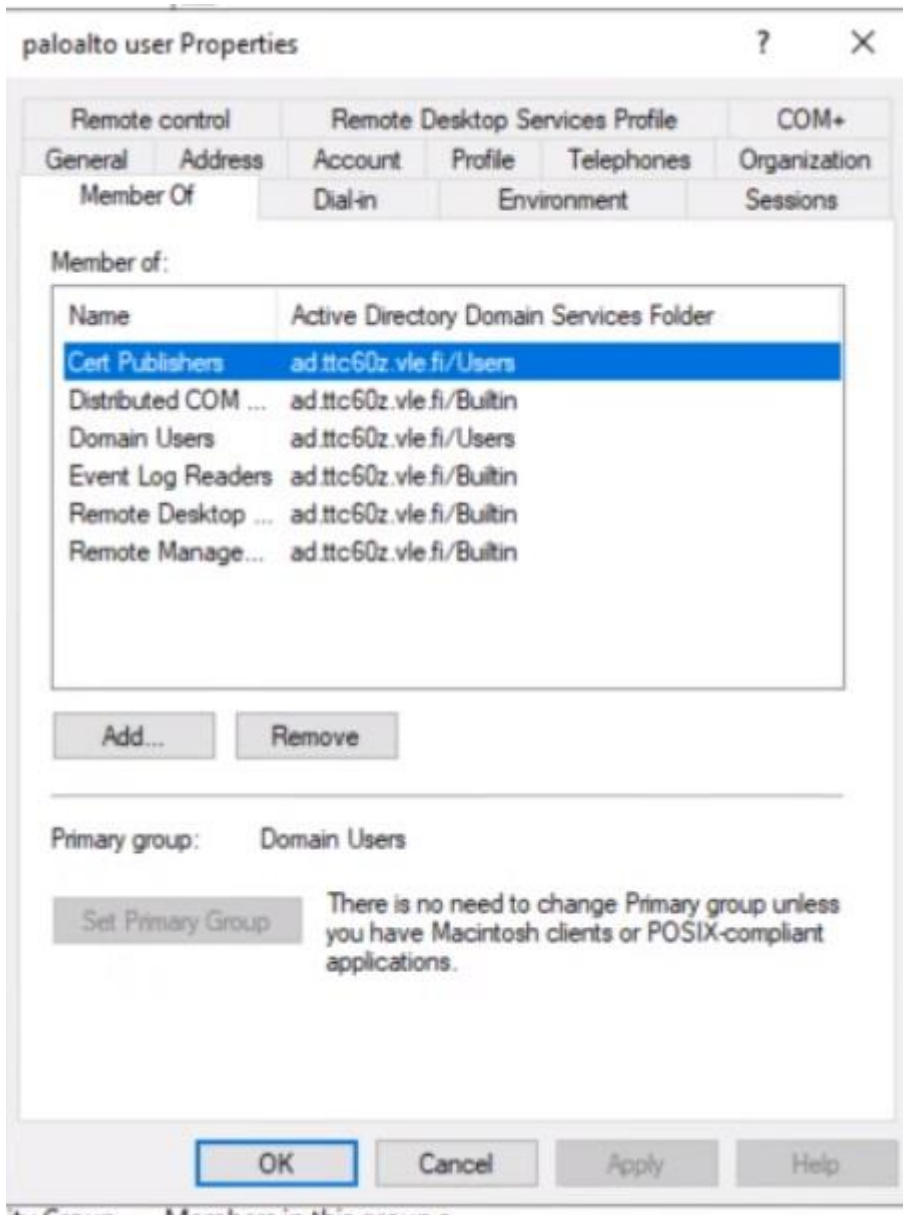 paloalto user Properties ? ×
Remote control Remote Desktop Services Profile COM+
General Address Account Profile Telephones Organization
Member Of Dial-in Environment Sessions
Member of:
Name Active Directory Domain Services Folder
Cert Publishers ad.ttc60z.vle.fi/Users
Distributed COM ... ad.ttc60z.vle.fi/Builtin
Domain Users ad.ttc60z.vle.fi/Users
Event Log Readers ad.ttc60z.vle.fi/Builtin
Remote Desktop ... ad.ttc60z.vle.fi/Builtin
Remote Manage... ad.ttc60z.vle.fi/Builtin
Add... Remove
Primary group: Domain Users
Set Primary Group
There is no need to change Primary group unless
you have Macintosh clients or POSIX-compliant
applications.
OK Cancel Apply Help
Members in this group